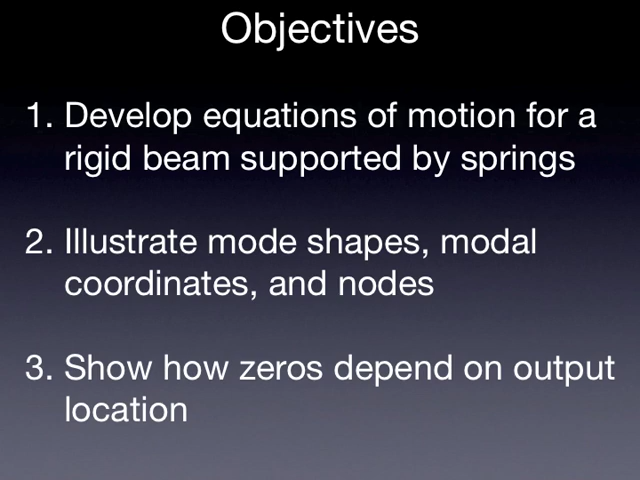 Objectives
1. Develop equations of motion for a
rigid beam supported by springs
2. Illustrate mode shapes, modal
coordinates, and nodes
3. Show how zeros depend on output
location